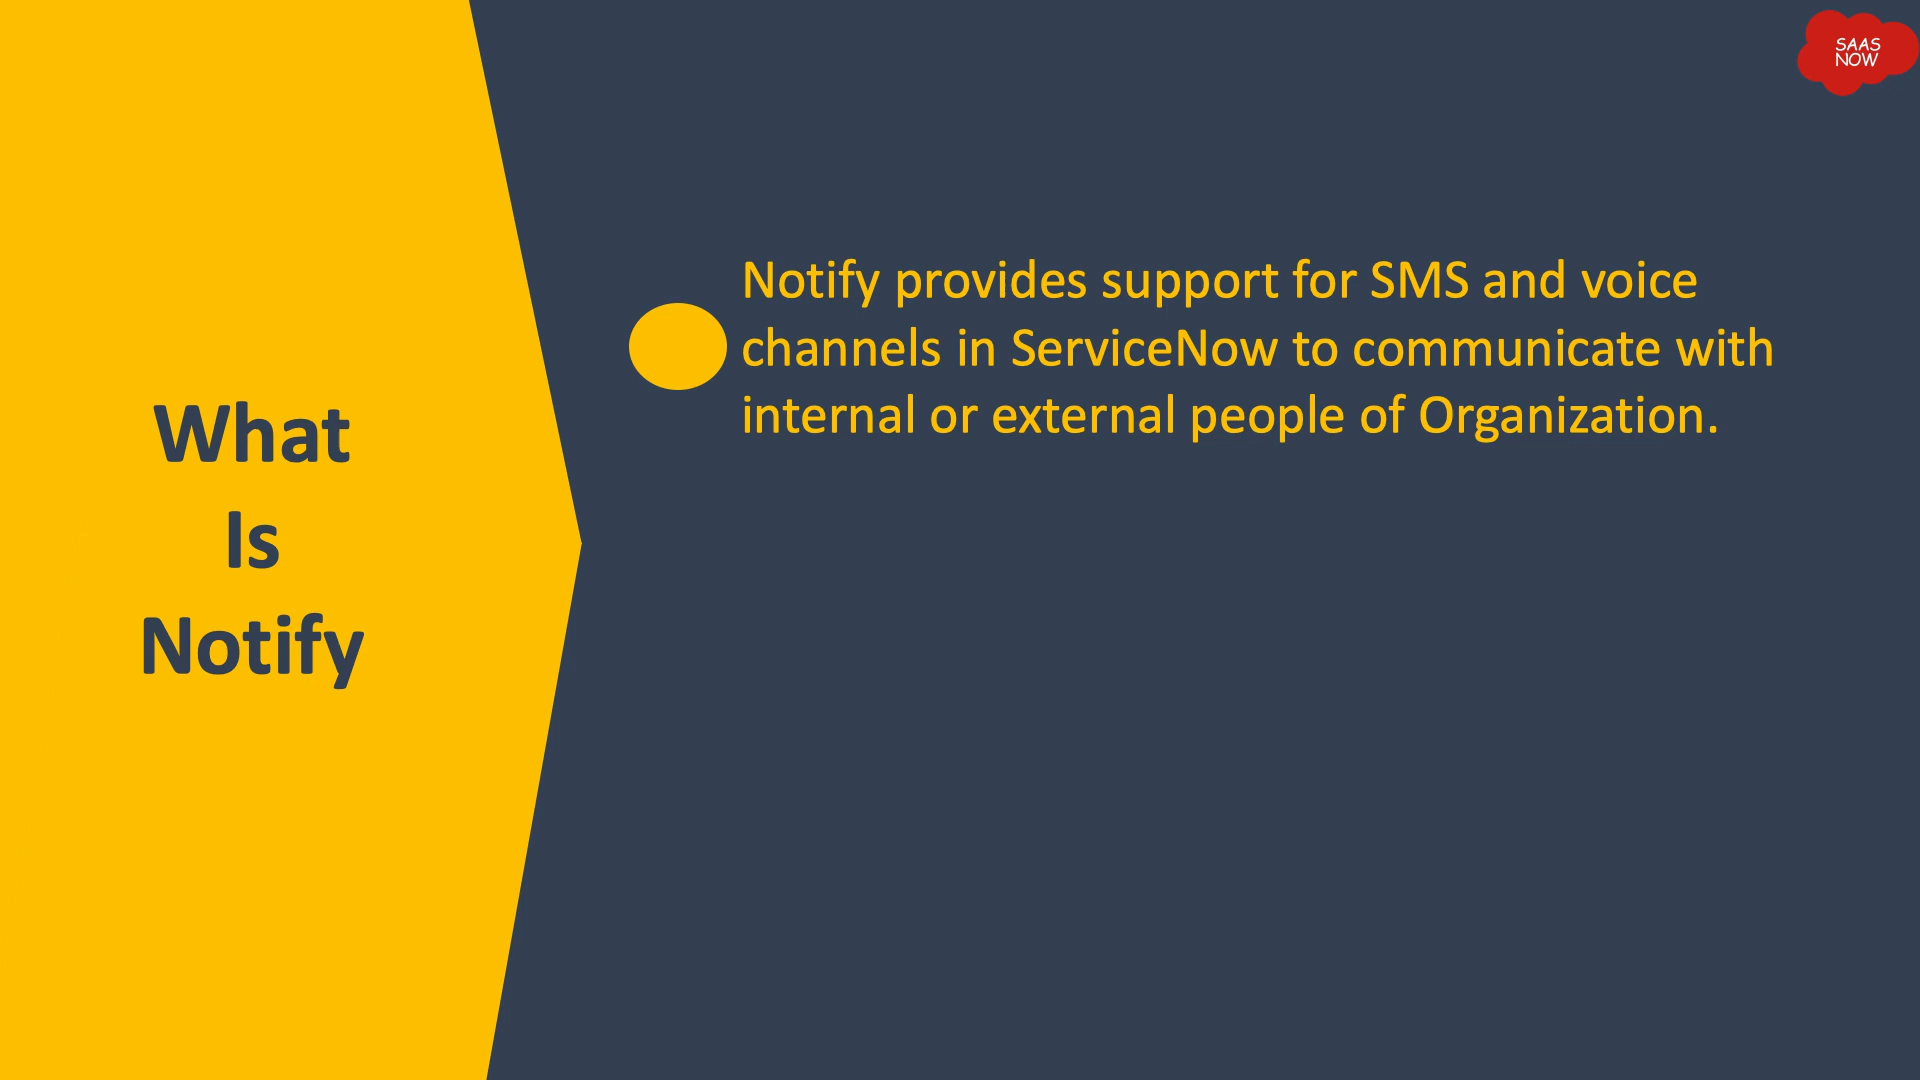 What
Is
Notify
Notify provides support for SMS and voice
channels in ServiceNow to communicate with
internal or external people of Organization.
SAAS
NOW